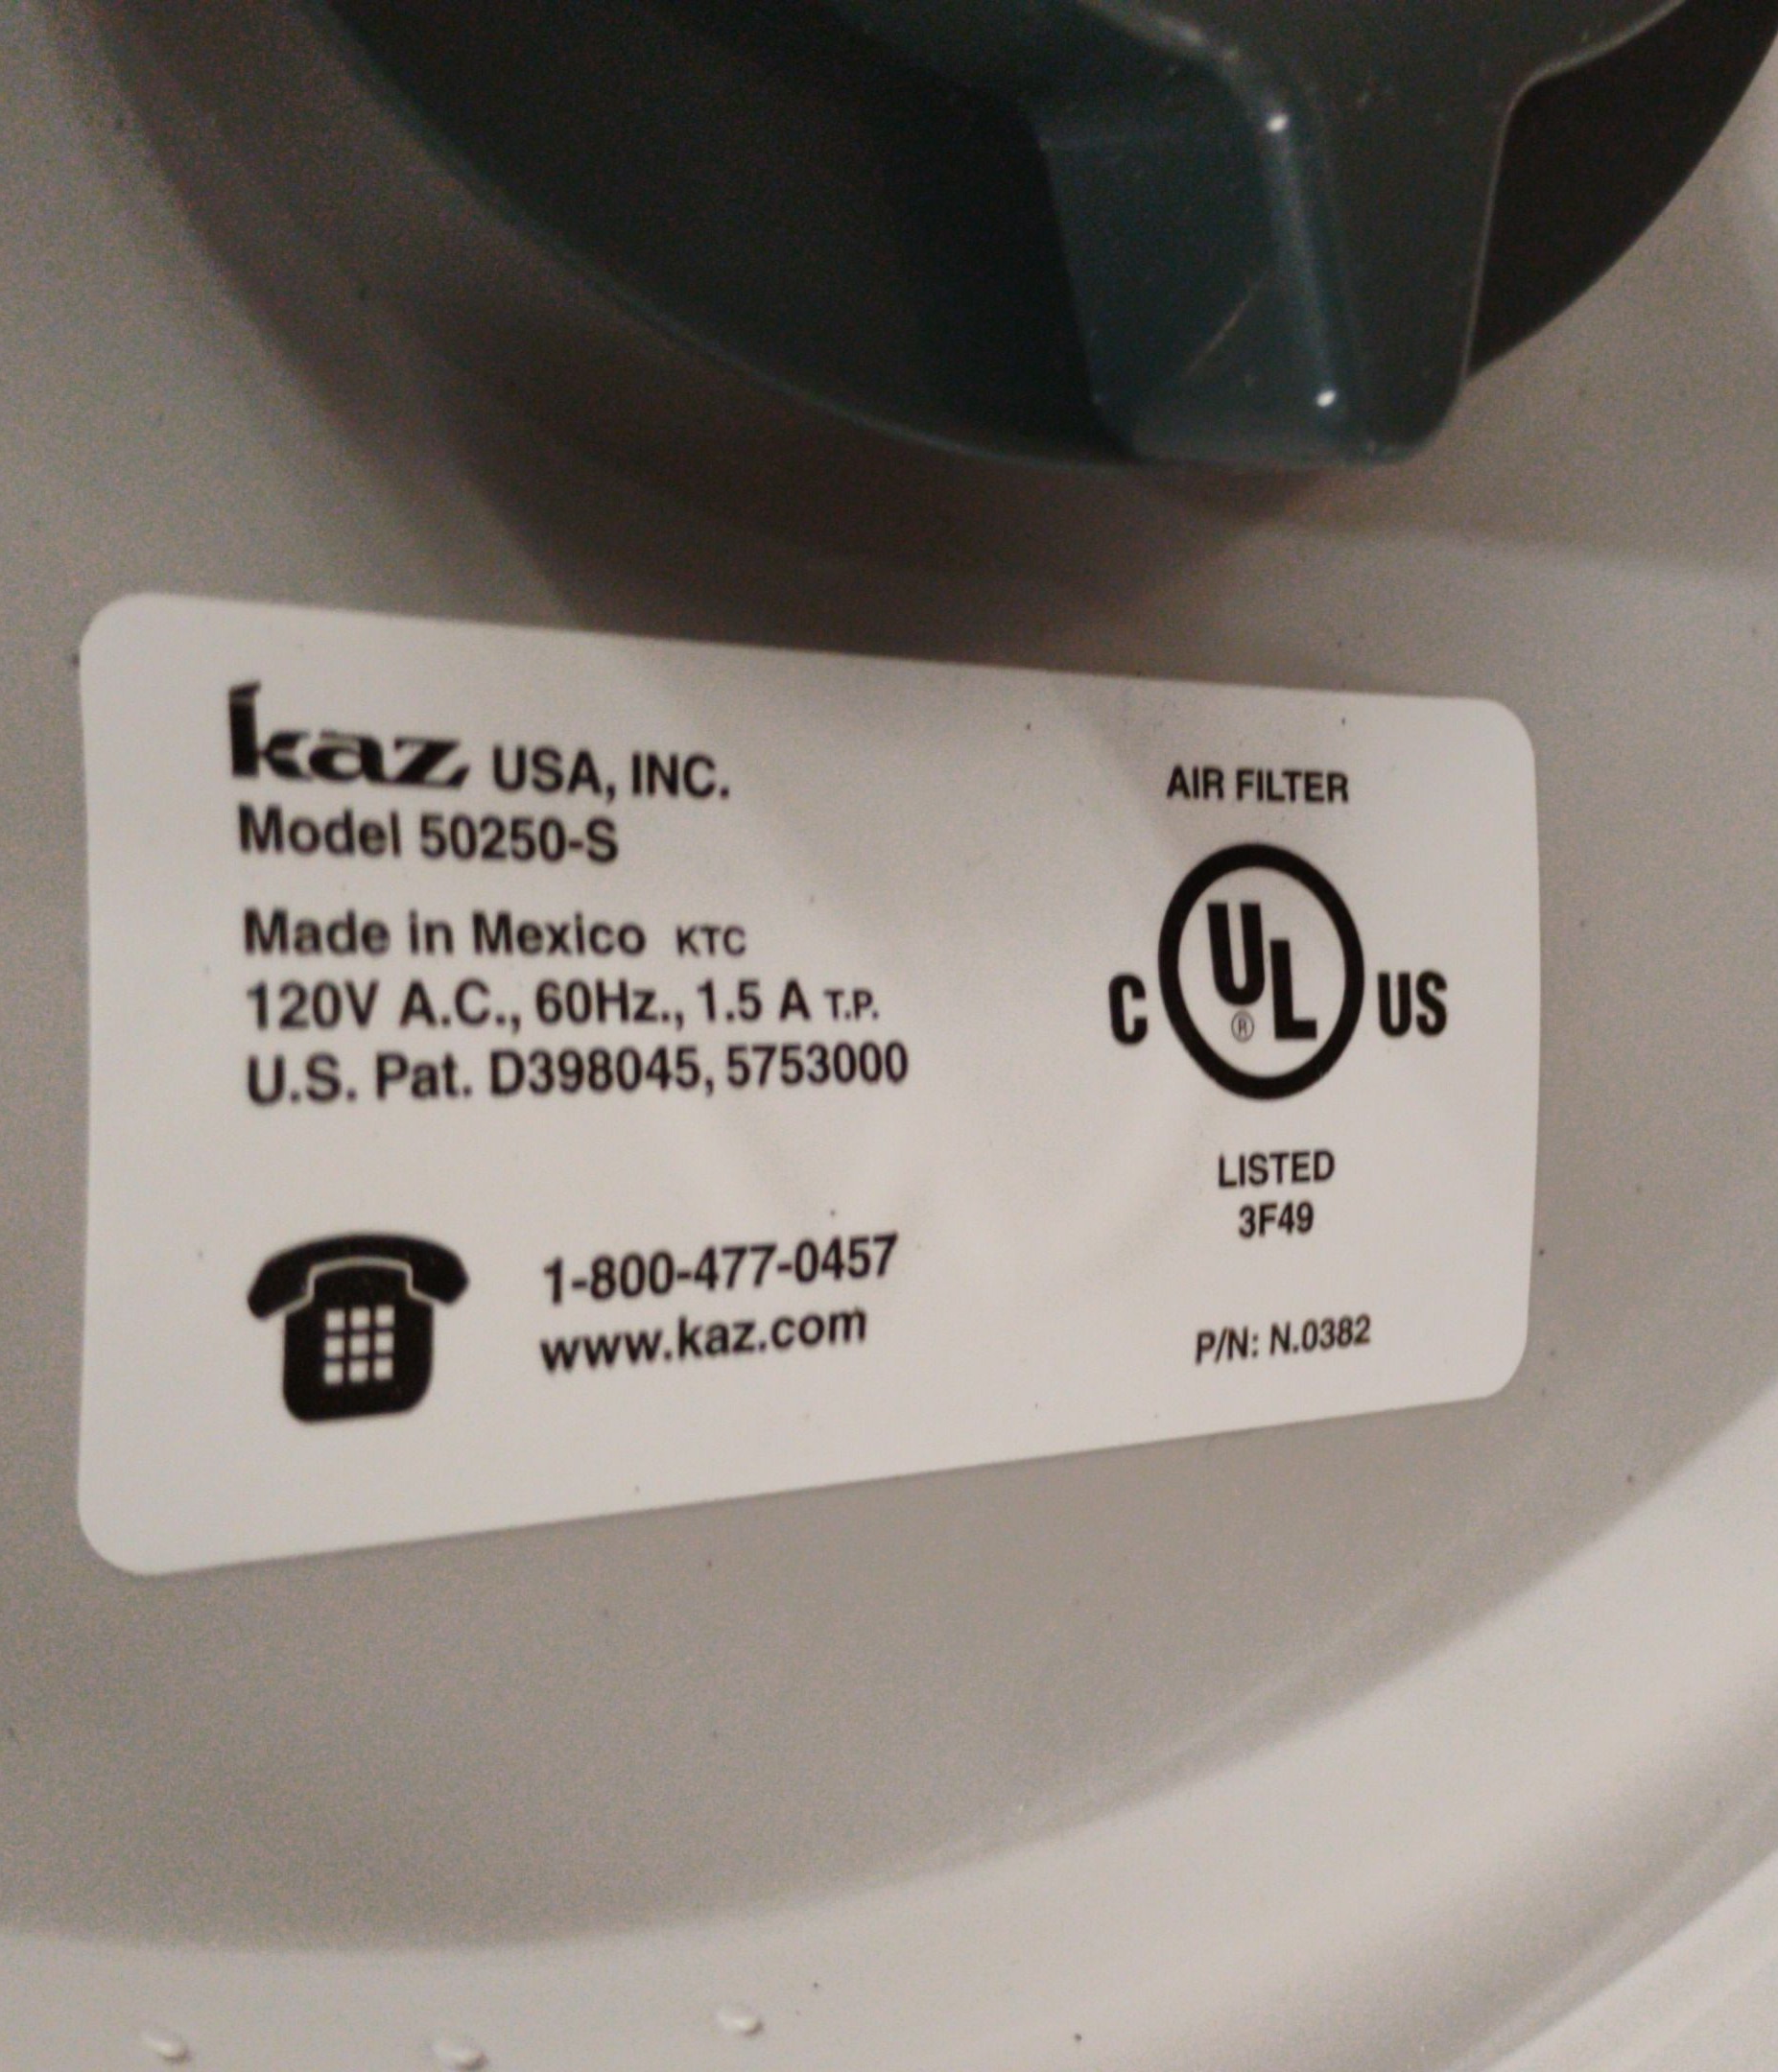 kaz USA, INC.
Model 50250-S
Made in Mexico KTC
120V A.C., 60Hz., 1.5 A T.P.
U.S. Pat. D398045, 5753000
1-800-477-0457
www.kaz.com
AIR FILTER
C UL® US
LISTED
3F49
P/N: N.0382